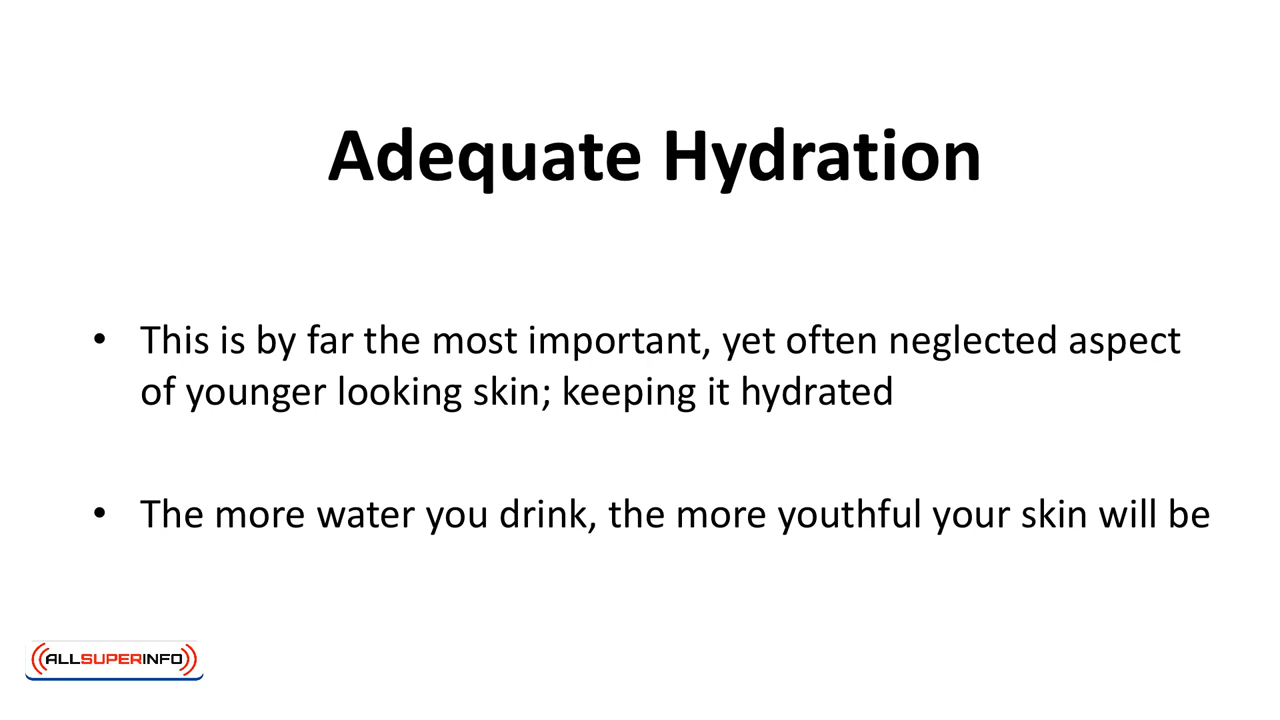 Adequate Hydration
• This is by far the most important, yet often neglected aspect
of younger looking skin; keeping it hydrated
• The more water you drink, the more youthful your skin will be
ALLSUPERINFO